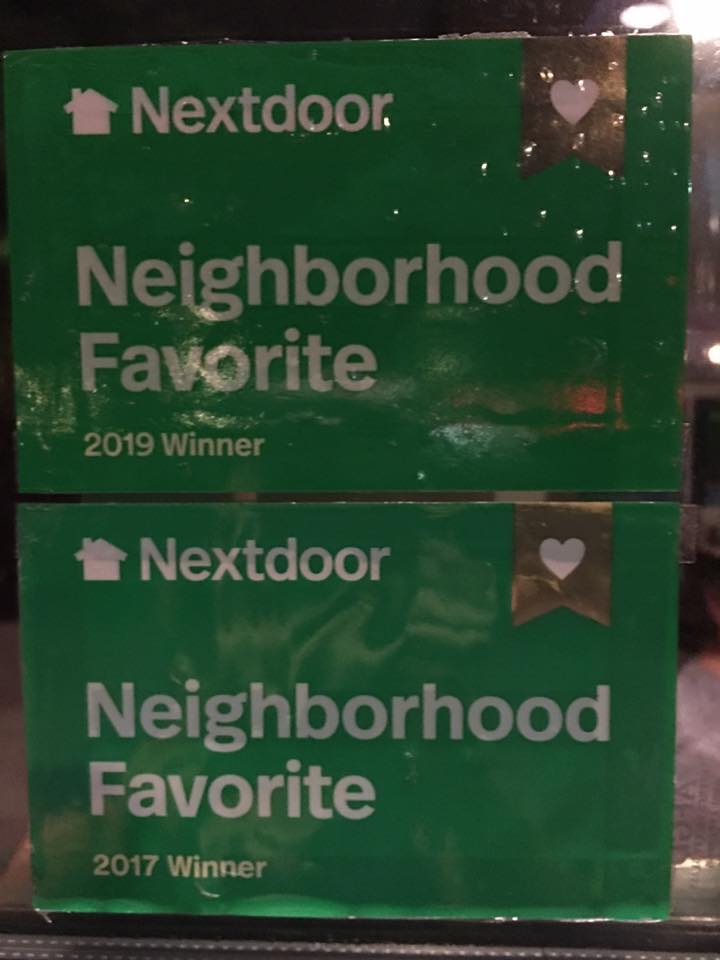 Nextdoor
Neighborhood
Favorite
2019 Winner
Nextdoor
Neighborhood
Favorite
2017 Winner